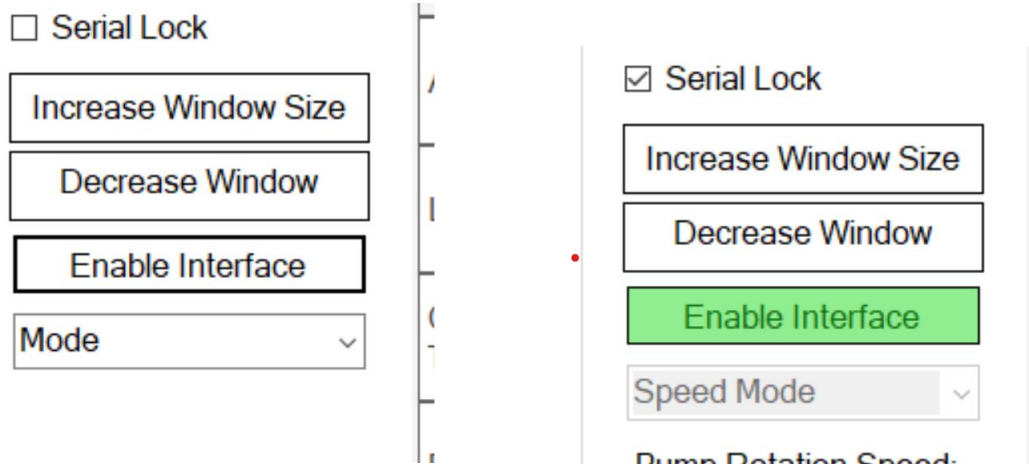 Serial Lock
Increase Window Size
Decrease Window
Enable Interface
Mode
Serial Lock
Increase Window Size
Decrease Window
Enable Interface
Speed Mode
Pump Rotation Speed: